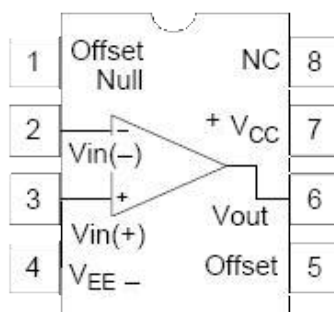 1 Offset Null NC 8
2 − Vin(−) + VCC 7
3 + Vin(+) Vout 6
4 VEE − Offset 5